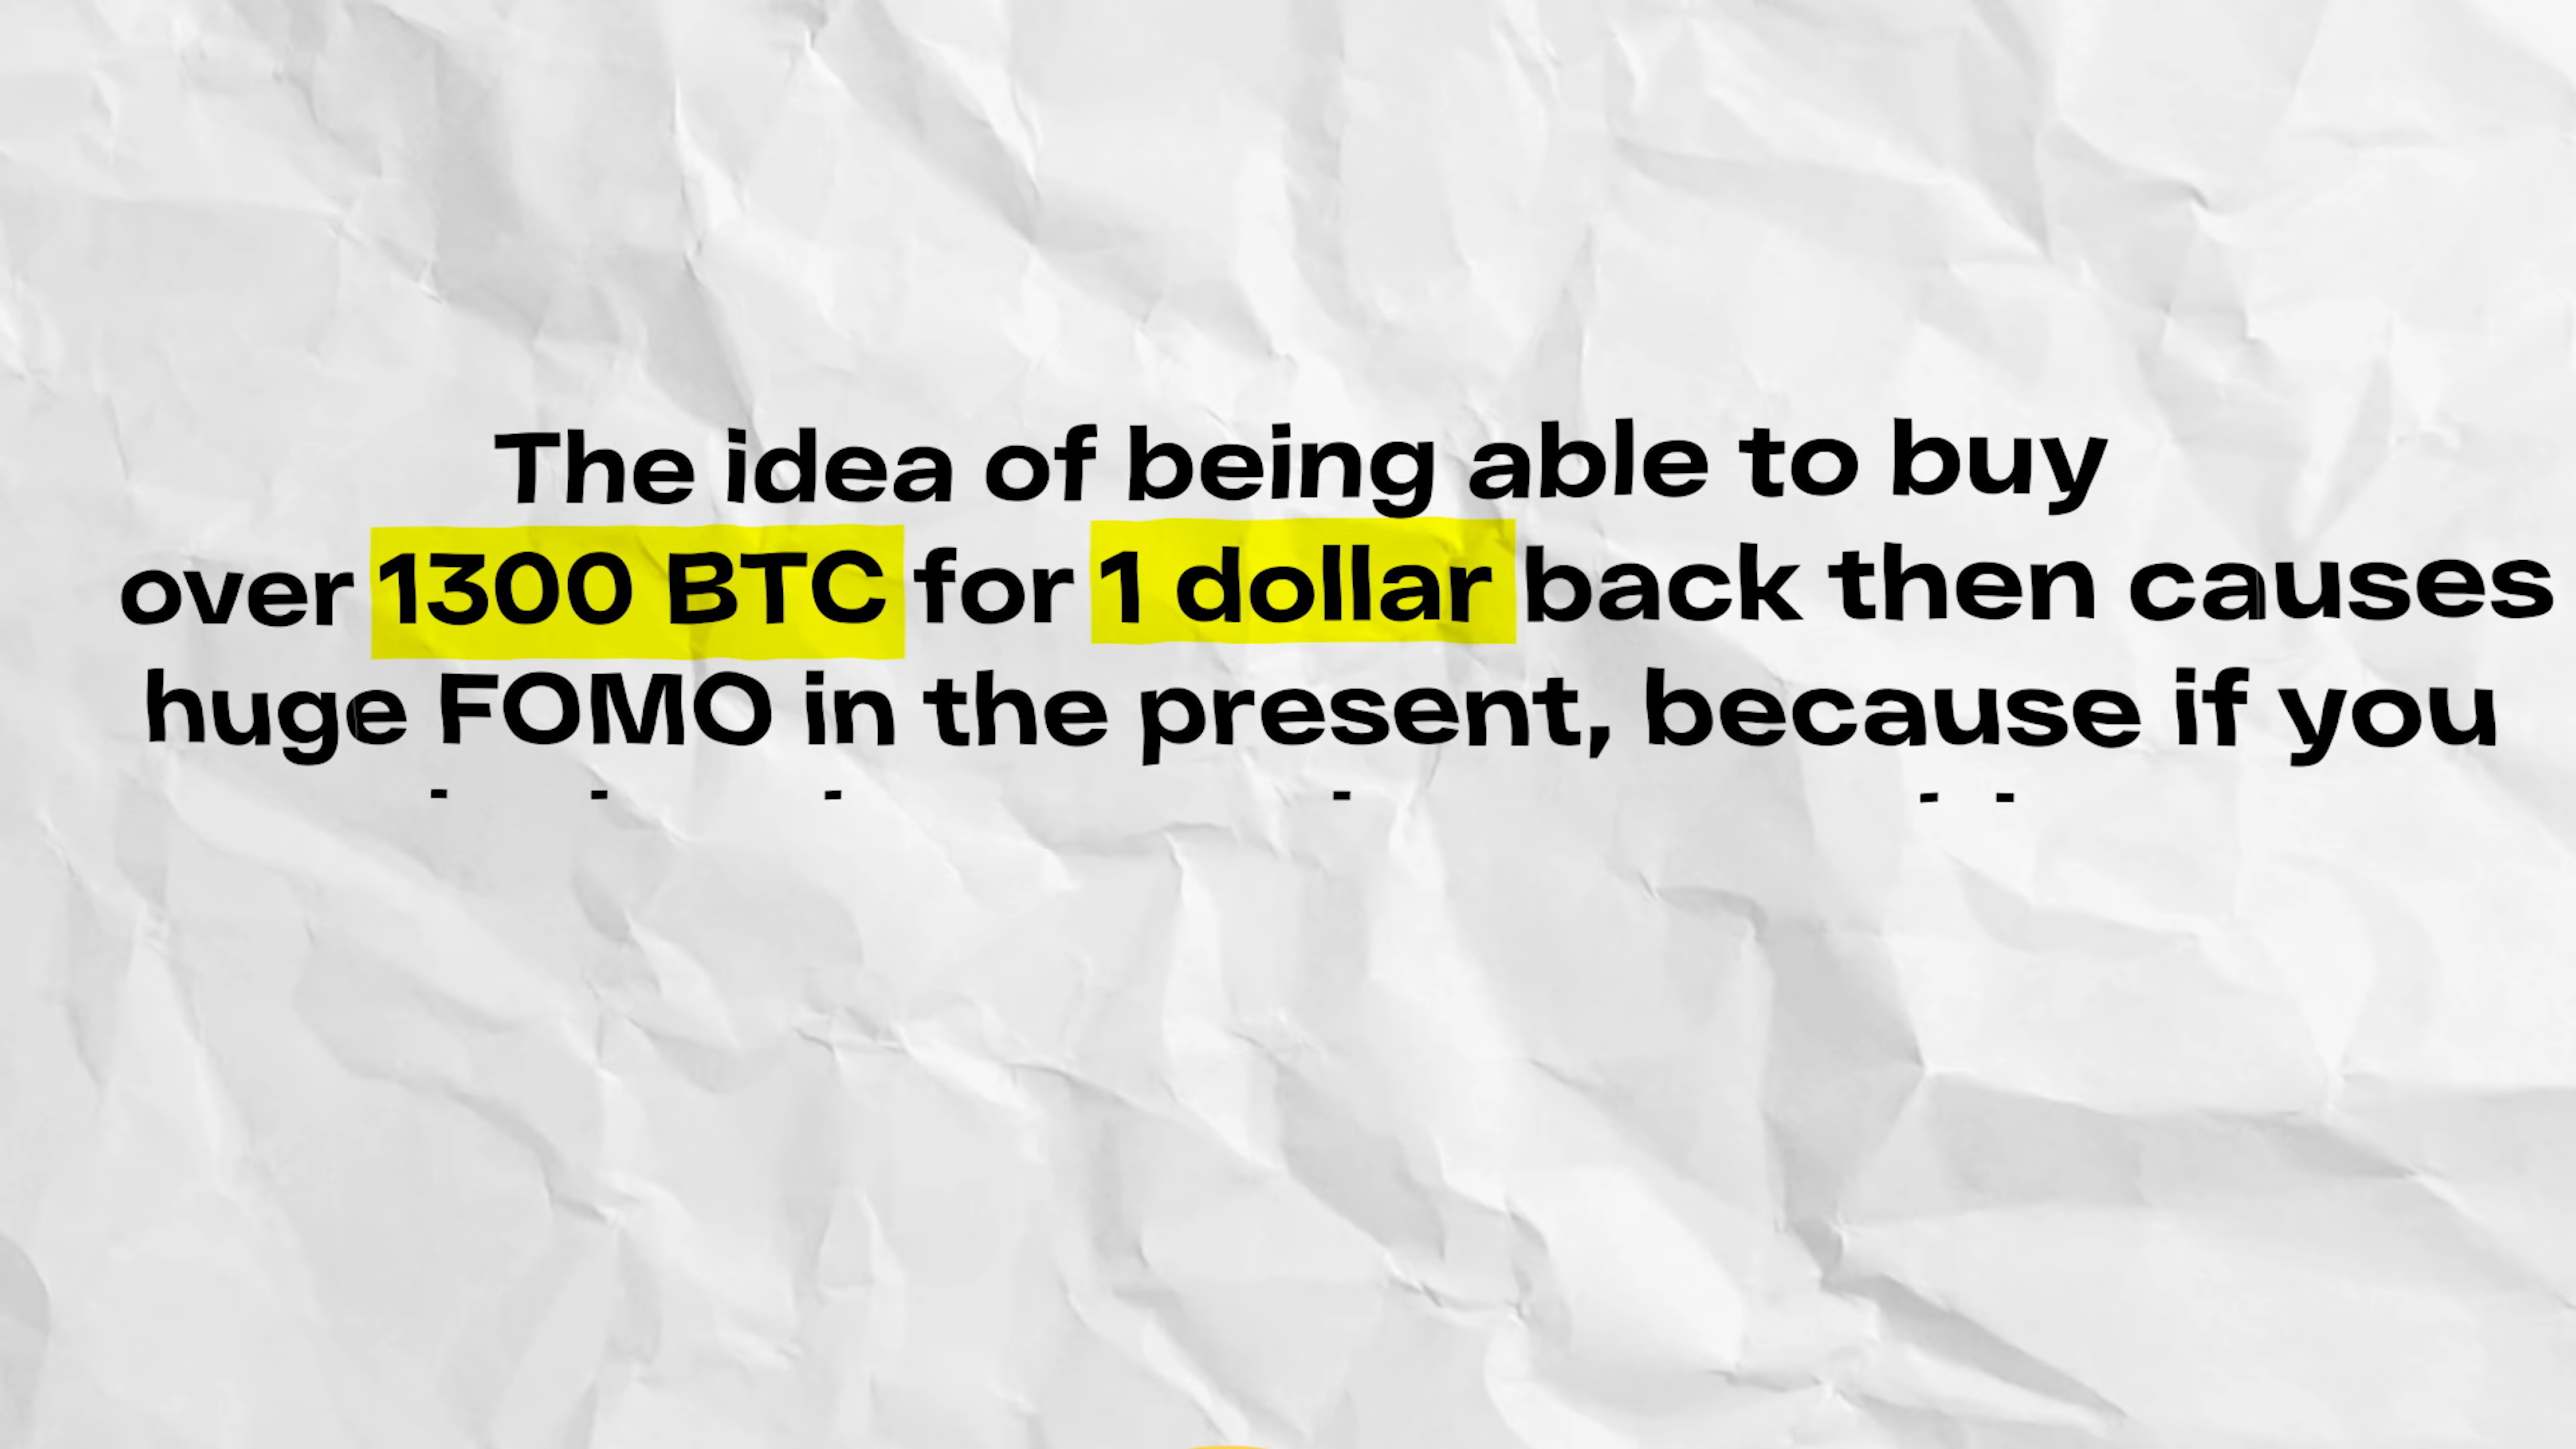 The idea of being able to buy
over 1300 BTC for 1 dollar back then causes
huge FOMO in the present, because if you